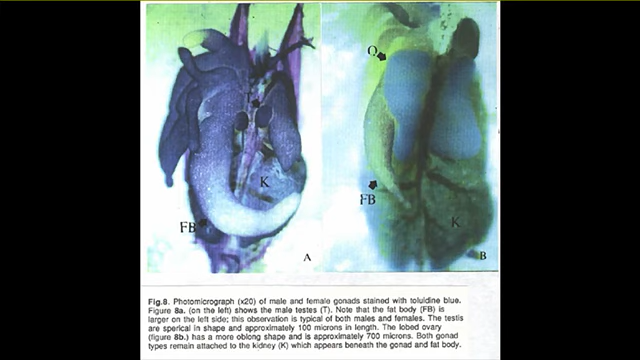 Q
T
K
K
FB
FB
A
B
Fig.8. Photomicrograph (x20) of male and female gonads stained with toluidine blue.
Figure 8a. (on the left) shows the male testes (T). Note that the fat body (FB) is
larger on the left side; this observation is typical of both males and females. The testis
are sperical in shape and approximately 100 microns in length. The lobed ovary
(figure 8b.) has a more oblong shape and is approximately 700 microns. Both gonad
types remain attached to the kidney (K) which appears beneath the gonad and fat body.